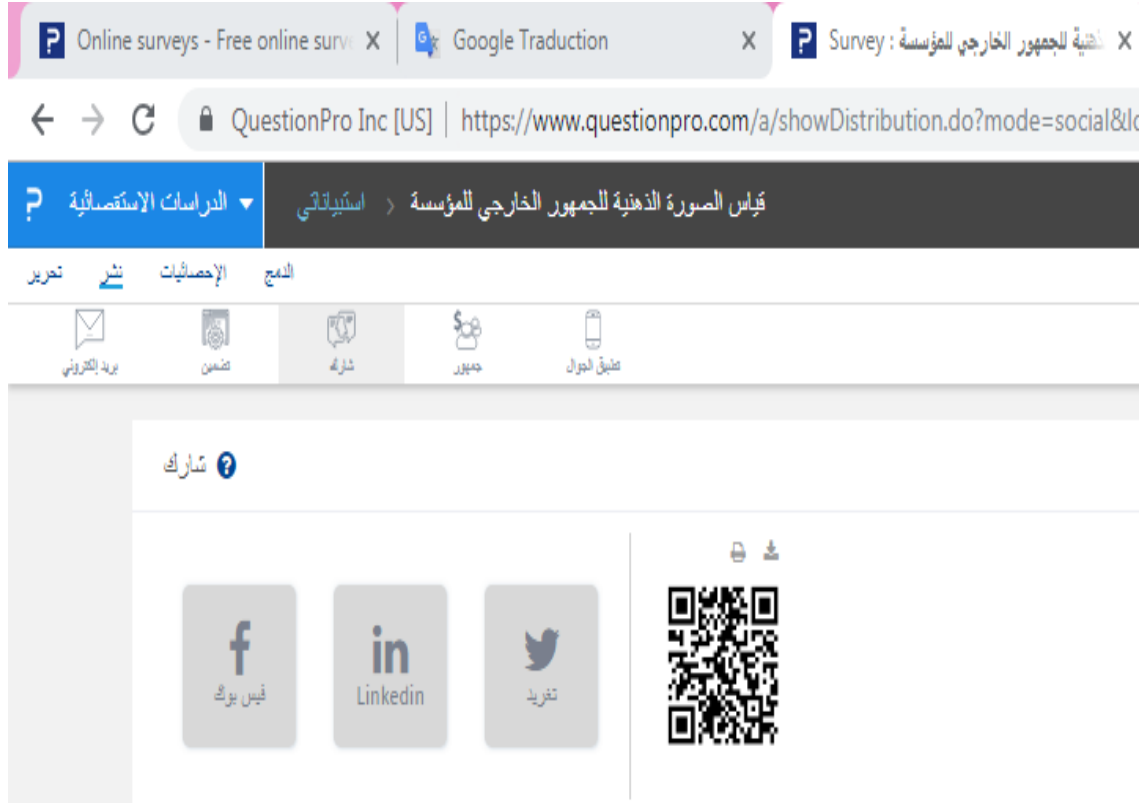 Online surveys - Free online surv
Google Traduction
Survey : ذهنية للجمهور الخارجي للمؤسسة
QuestionPro Inc [US] | https://www.questionpro.com/a/showDistribution.do?mode=social&lo
الدراسات الاستقصائية
استبياناتي > قياس الصورة الذهنية للجمهور الخارجي للمؤسسة
تحرير نشر الإحصائيات الدمج
بريد إلكتروني تضمين شارك جمهور تطبيق الجوال
شارك
فيس بوك
Linkedin
تغريد